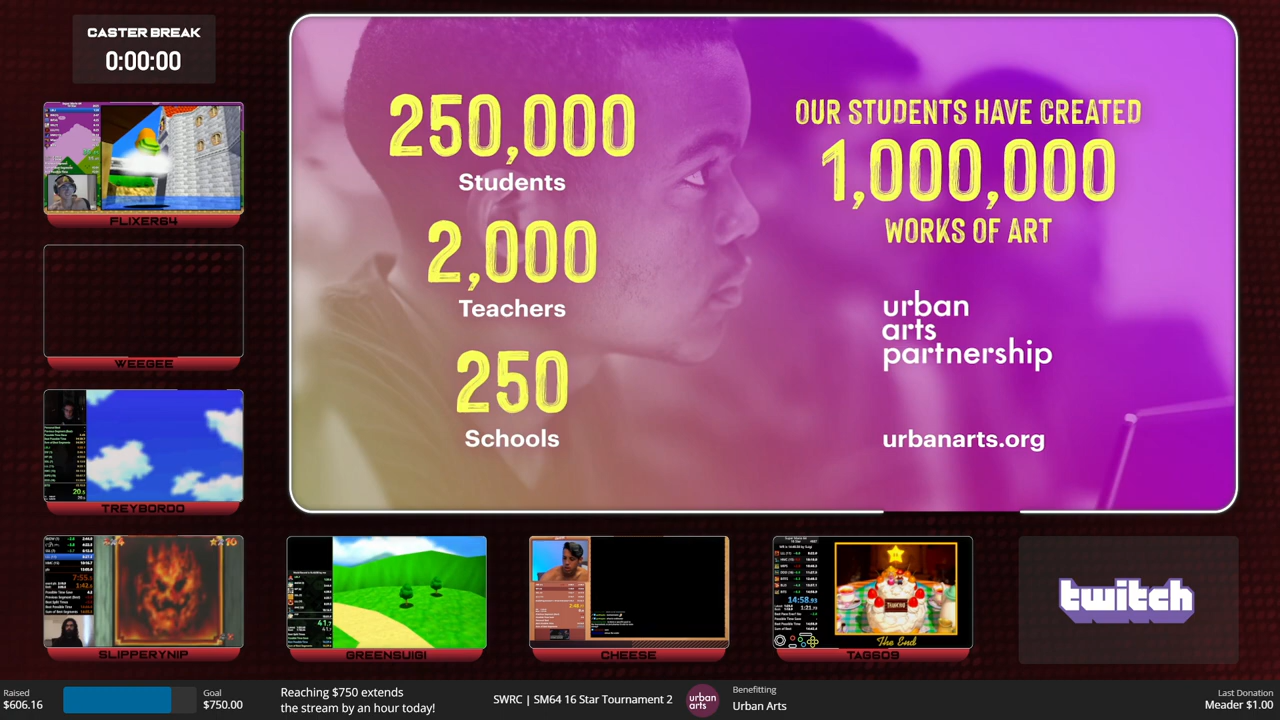 CASTER BREAK
0:00:00
FLIXER64
WEEGEE
TREYBORDO
SLIPPERYNIP
GREENSUIGI
CHEESE
TAG609
250,000
Students
2,000
Teachers
250
Schools
OUR STUDENTS HAVE CREATED
1,000,000
WORKS OF ART
urban
arts
partnership
urbanarts.org
14:58.93
The End
twitch
Raised
$606.16
Goal
$750.00
Reaching $750 extends
the stream by an hour today!
SWRC | SM64 16 Star Tournament 2
urban
arts
Benefitting
Urban Arts
Last Donation
Meader $1.00